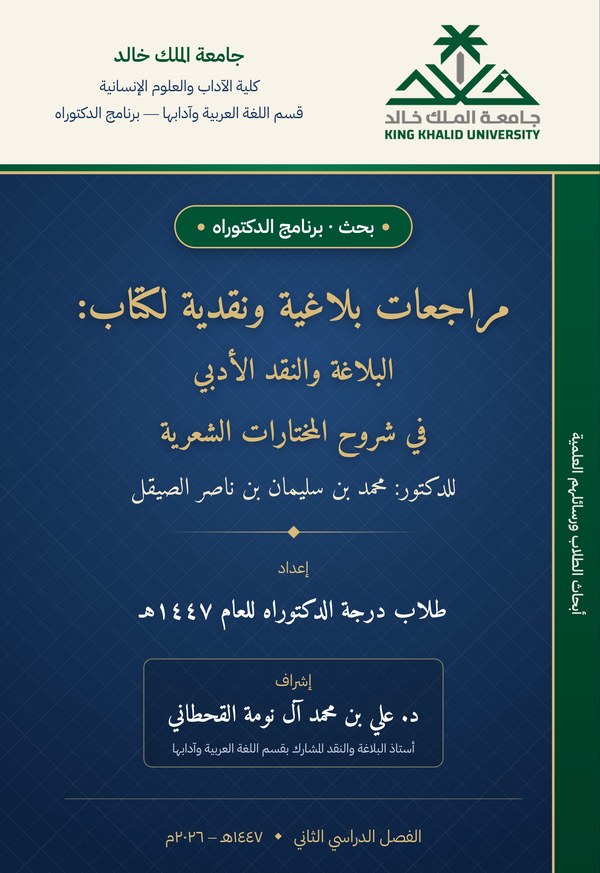 جامعة الملك خالد
كلية الآداب والعلوم الإنسانية
قسم اللغة العربية وآدابها — برنامج الدكتوراه
جامعة الملك خالد
KING KHALID UNIVERSITY
بحث · برنامج الدكتوراه
مراجعات بلاغية ونقدية لكتاب:
البلاغة والنقد الأدبي
في شروح المختارات الشعرية
للدكتور: محمد بن سليمان بن ناصر الصيقل
إعداد
طلاب درجة الدكتوراه للعام ١٤٤٧هـ
إشراف
د. علي بن محمد آل نومة القحطاني
أستاذ البلاغة والنقد المشارك بقسم اللغة العربية وآدابها
الفصل الدراسي الثاني ◆ ١٤٤٧هـ – ٢٠٢٦م
أبحاث الطلاب ورسائلهم العلمية